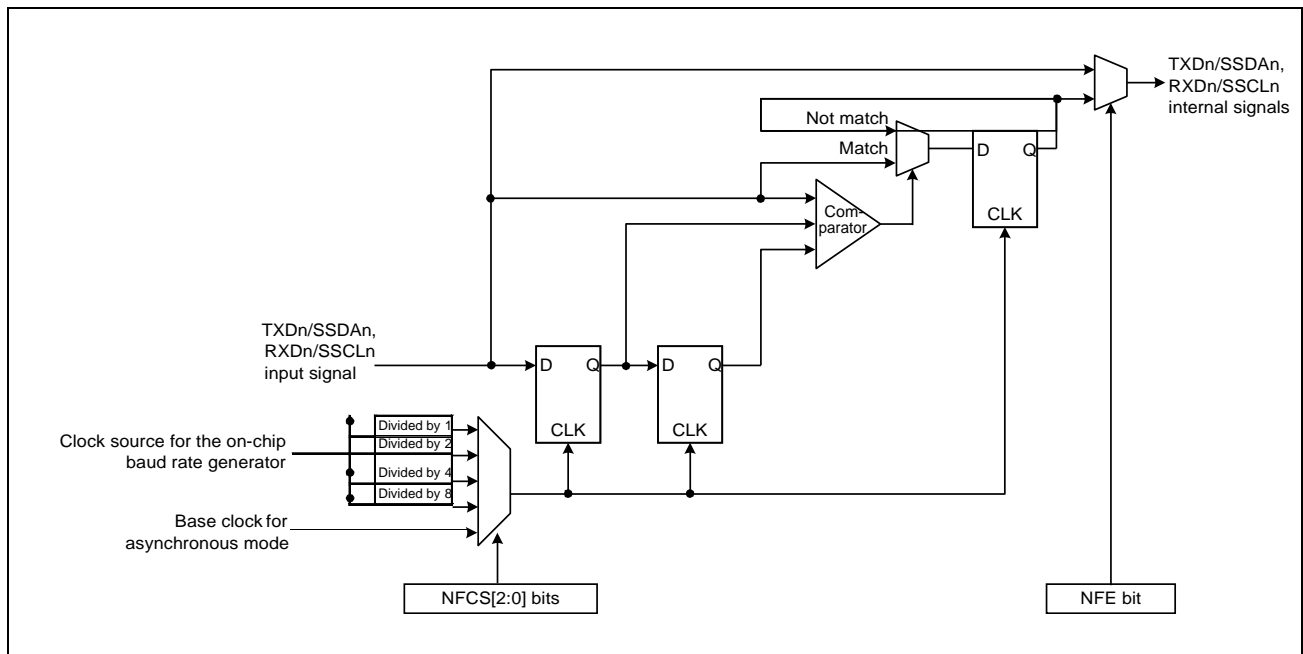 TXDn/SSDAn,
RXDn/SSCLn
internal signals
Not match
Match
D
Q
CLK
Com-
parator
TXDn/SSDAn,
RXDn/SSCLn
input signal
D
Q
CLK
D
Q
CLK
Clock source for the on-chip
baud rate generator
Divided by 1
Divided by 2
Divided by 4
Divided by 8
Base clock for
asynchronous mode
NFCS[2:0] bits
NFE bit